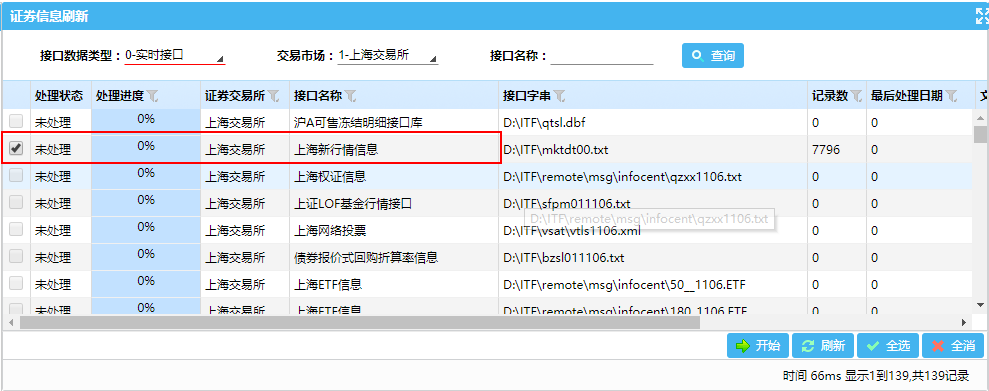 证券信息刷新
接口数据类型：0-实时接口 交易市场：1-上海交易所 接口名称： 查询
处理状态 处理进度 证券交易所 接口名称 接口字串 记录数 最后处理日期
未处理 0% 上海交易所 沪A可售冻结明细接口库 D:\ITF\qtsl.dbf 0 0
未处理 0% 上海交易所 上海新行情信息 D:\ITF\mktdt00.txt 7796 0
未处理 0% 上海交易所 上海权证信息 D:\ITF\remote\msg\infocent\qzxx1106.txt 0 0
未处理 0% 上海交易所 上证LOF基金行情接口 D:\ITF\sfpm011106.txt 0 0
D:\ITF\remote\msg\infocent\qzxx1106.txt
未处理 0% 上海交易所 上海网络投票 D:\ITF\vsat\vtls1106.xml 0 0
未处理 0% 上海交易所 债券报价式回购折算率信息 D:\ITF\bzsl011106.txt 0 0
未处理 0% 上海交易所 上海ETF信息 D:\ITF\remote\msg\infocent\50__1106.ETF 0 0
未处理 0% 上海交易所 上海ETF信息 D:\ITF\remote\msg\infocent\180_1106.ETF 0 0
开始 刷新 全选 全消
时间 66ms 显示1到139,共139记录